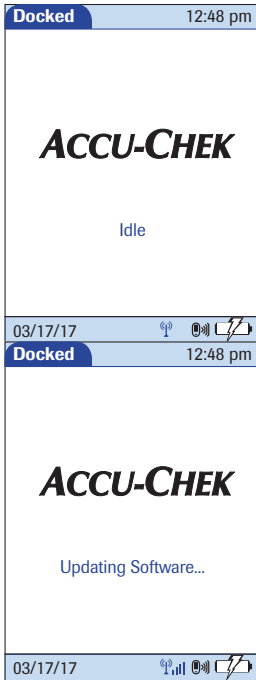 Docked 12:48 pm
ACCU-CHEK
Idle
03/17/17
Docked 12:48 pm
ACCU-CHEK
Updating Software...
03/17/17